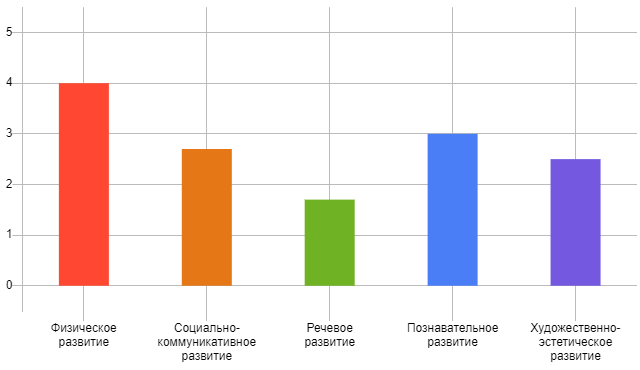 5
4
3
2
1
0
Физическое
развитие
Социально-
коммуникативное
развитие
Речевое
развитие
Познавательное
развитие
Художественно-
эстетическое
развитие